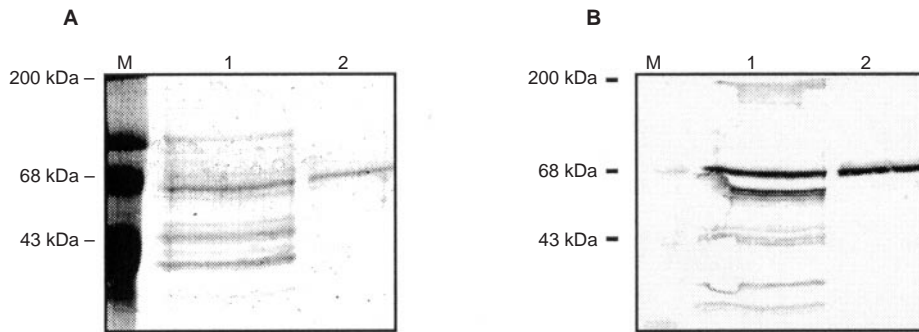 A
M 1 2
200 kDa –
68 kDa –
43 kDa –
B
M 1 2
200 kDa –
68 kDa –
43 kDa –